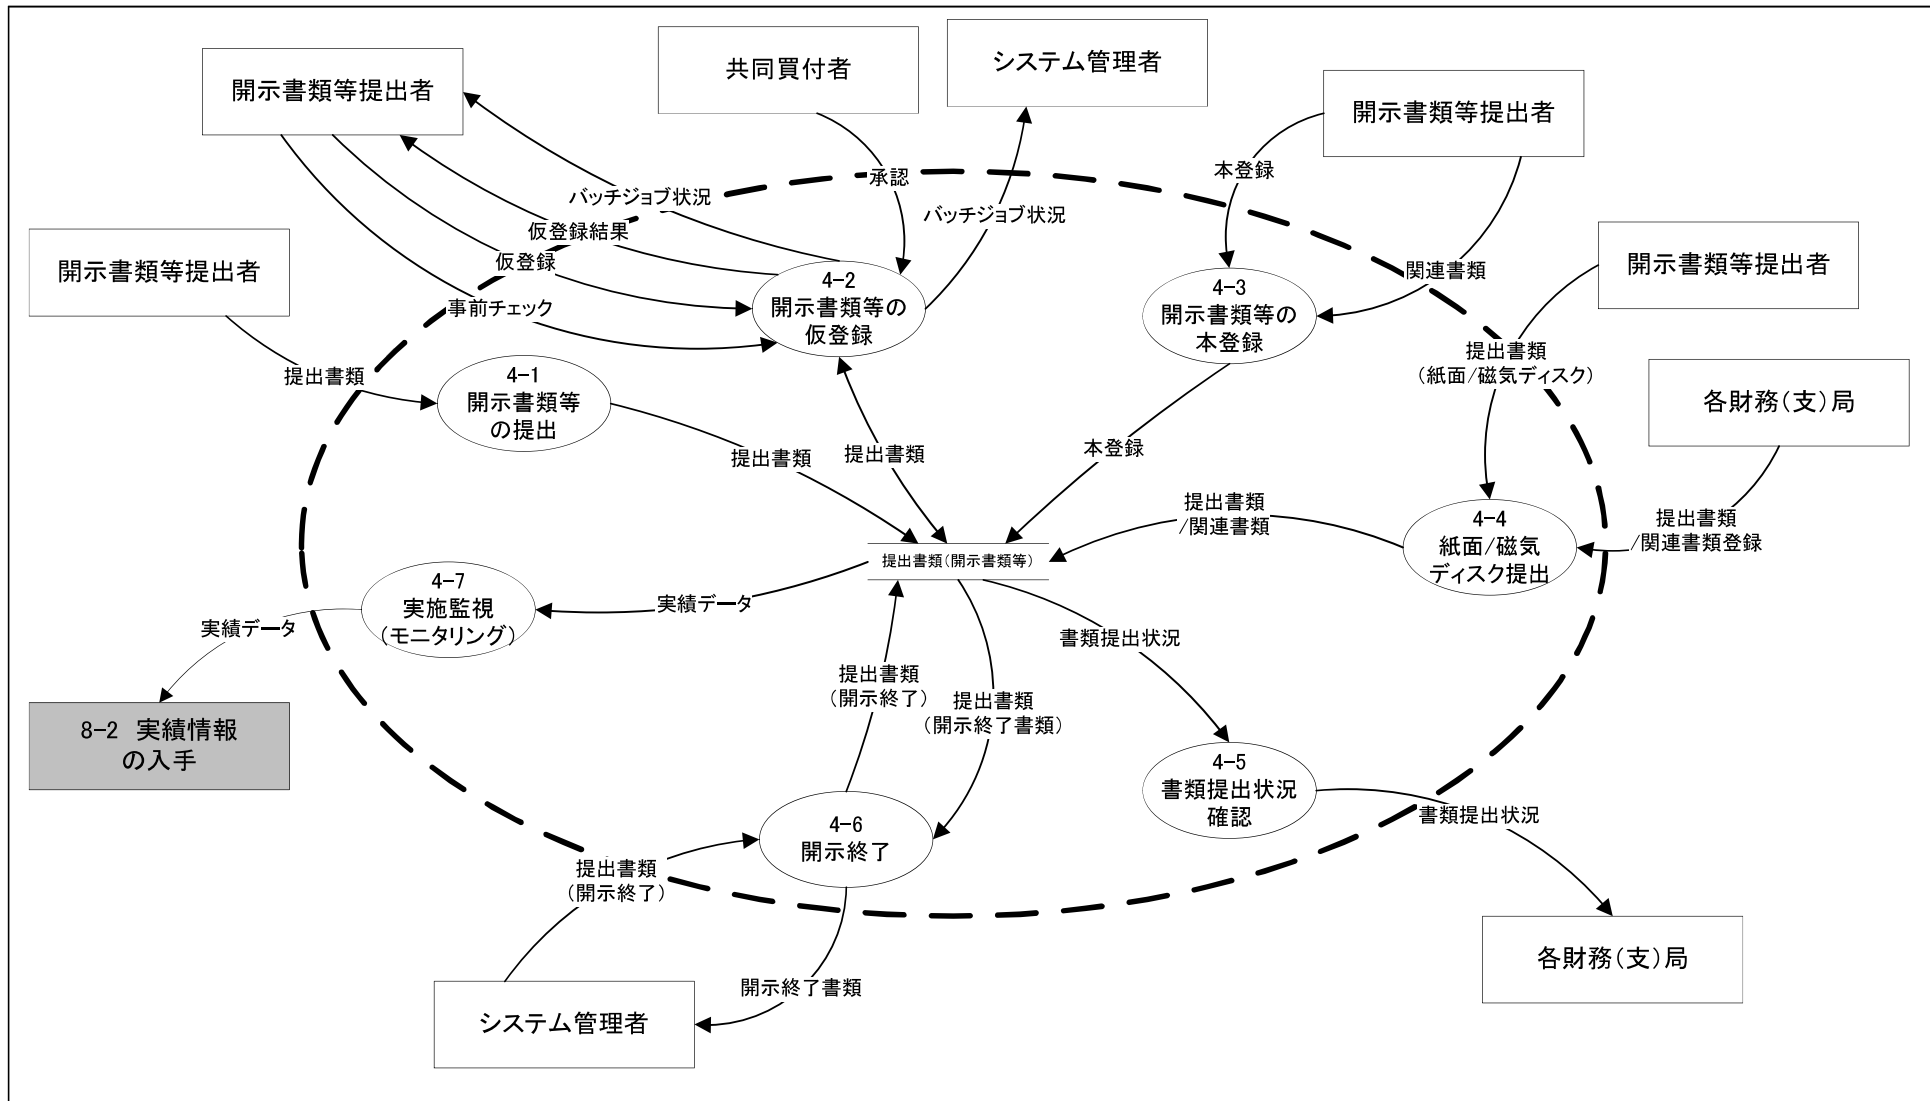 共同買付者
システム管理者
開示書類等提出者
開示書類等提出者
本登録
承認
バッチジョブ状況
バッチジョブ状況
仮登録結果
仮登録
事前チェック
開示書類等提出者
関連書類
開示書類等提出者
4-2
開示書類等の
仮登録
4-3
開示書類等の
本登録
提出書類
(紙面/磁気ディスク)
提出書類
4-1
開示書類等
の提出
各財務(支)局
提出書類
提出書類
本登録
提出書類
/関連書類
4-4
紙面/磁気
ディスク提出
提出書類
/関連書類登録
提出書類(開示書類等)
4-7
実施監視
(モニタリング)
実績データ
実績データ
書類提出状況
提出書類
(開示終了)
提出書類
(開示終了書類)
8-2 実績情報
の入手
4-5
書類提出状況
確認
書類提出状況
4-6
開示終了
提出書類
(開示終了)
各財務(支)局
開示終了書類
システム管理者